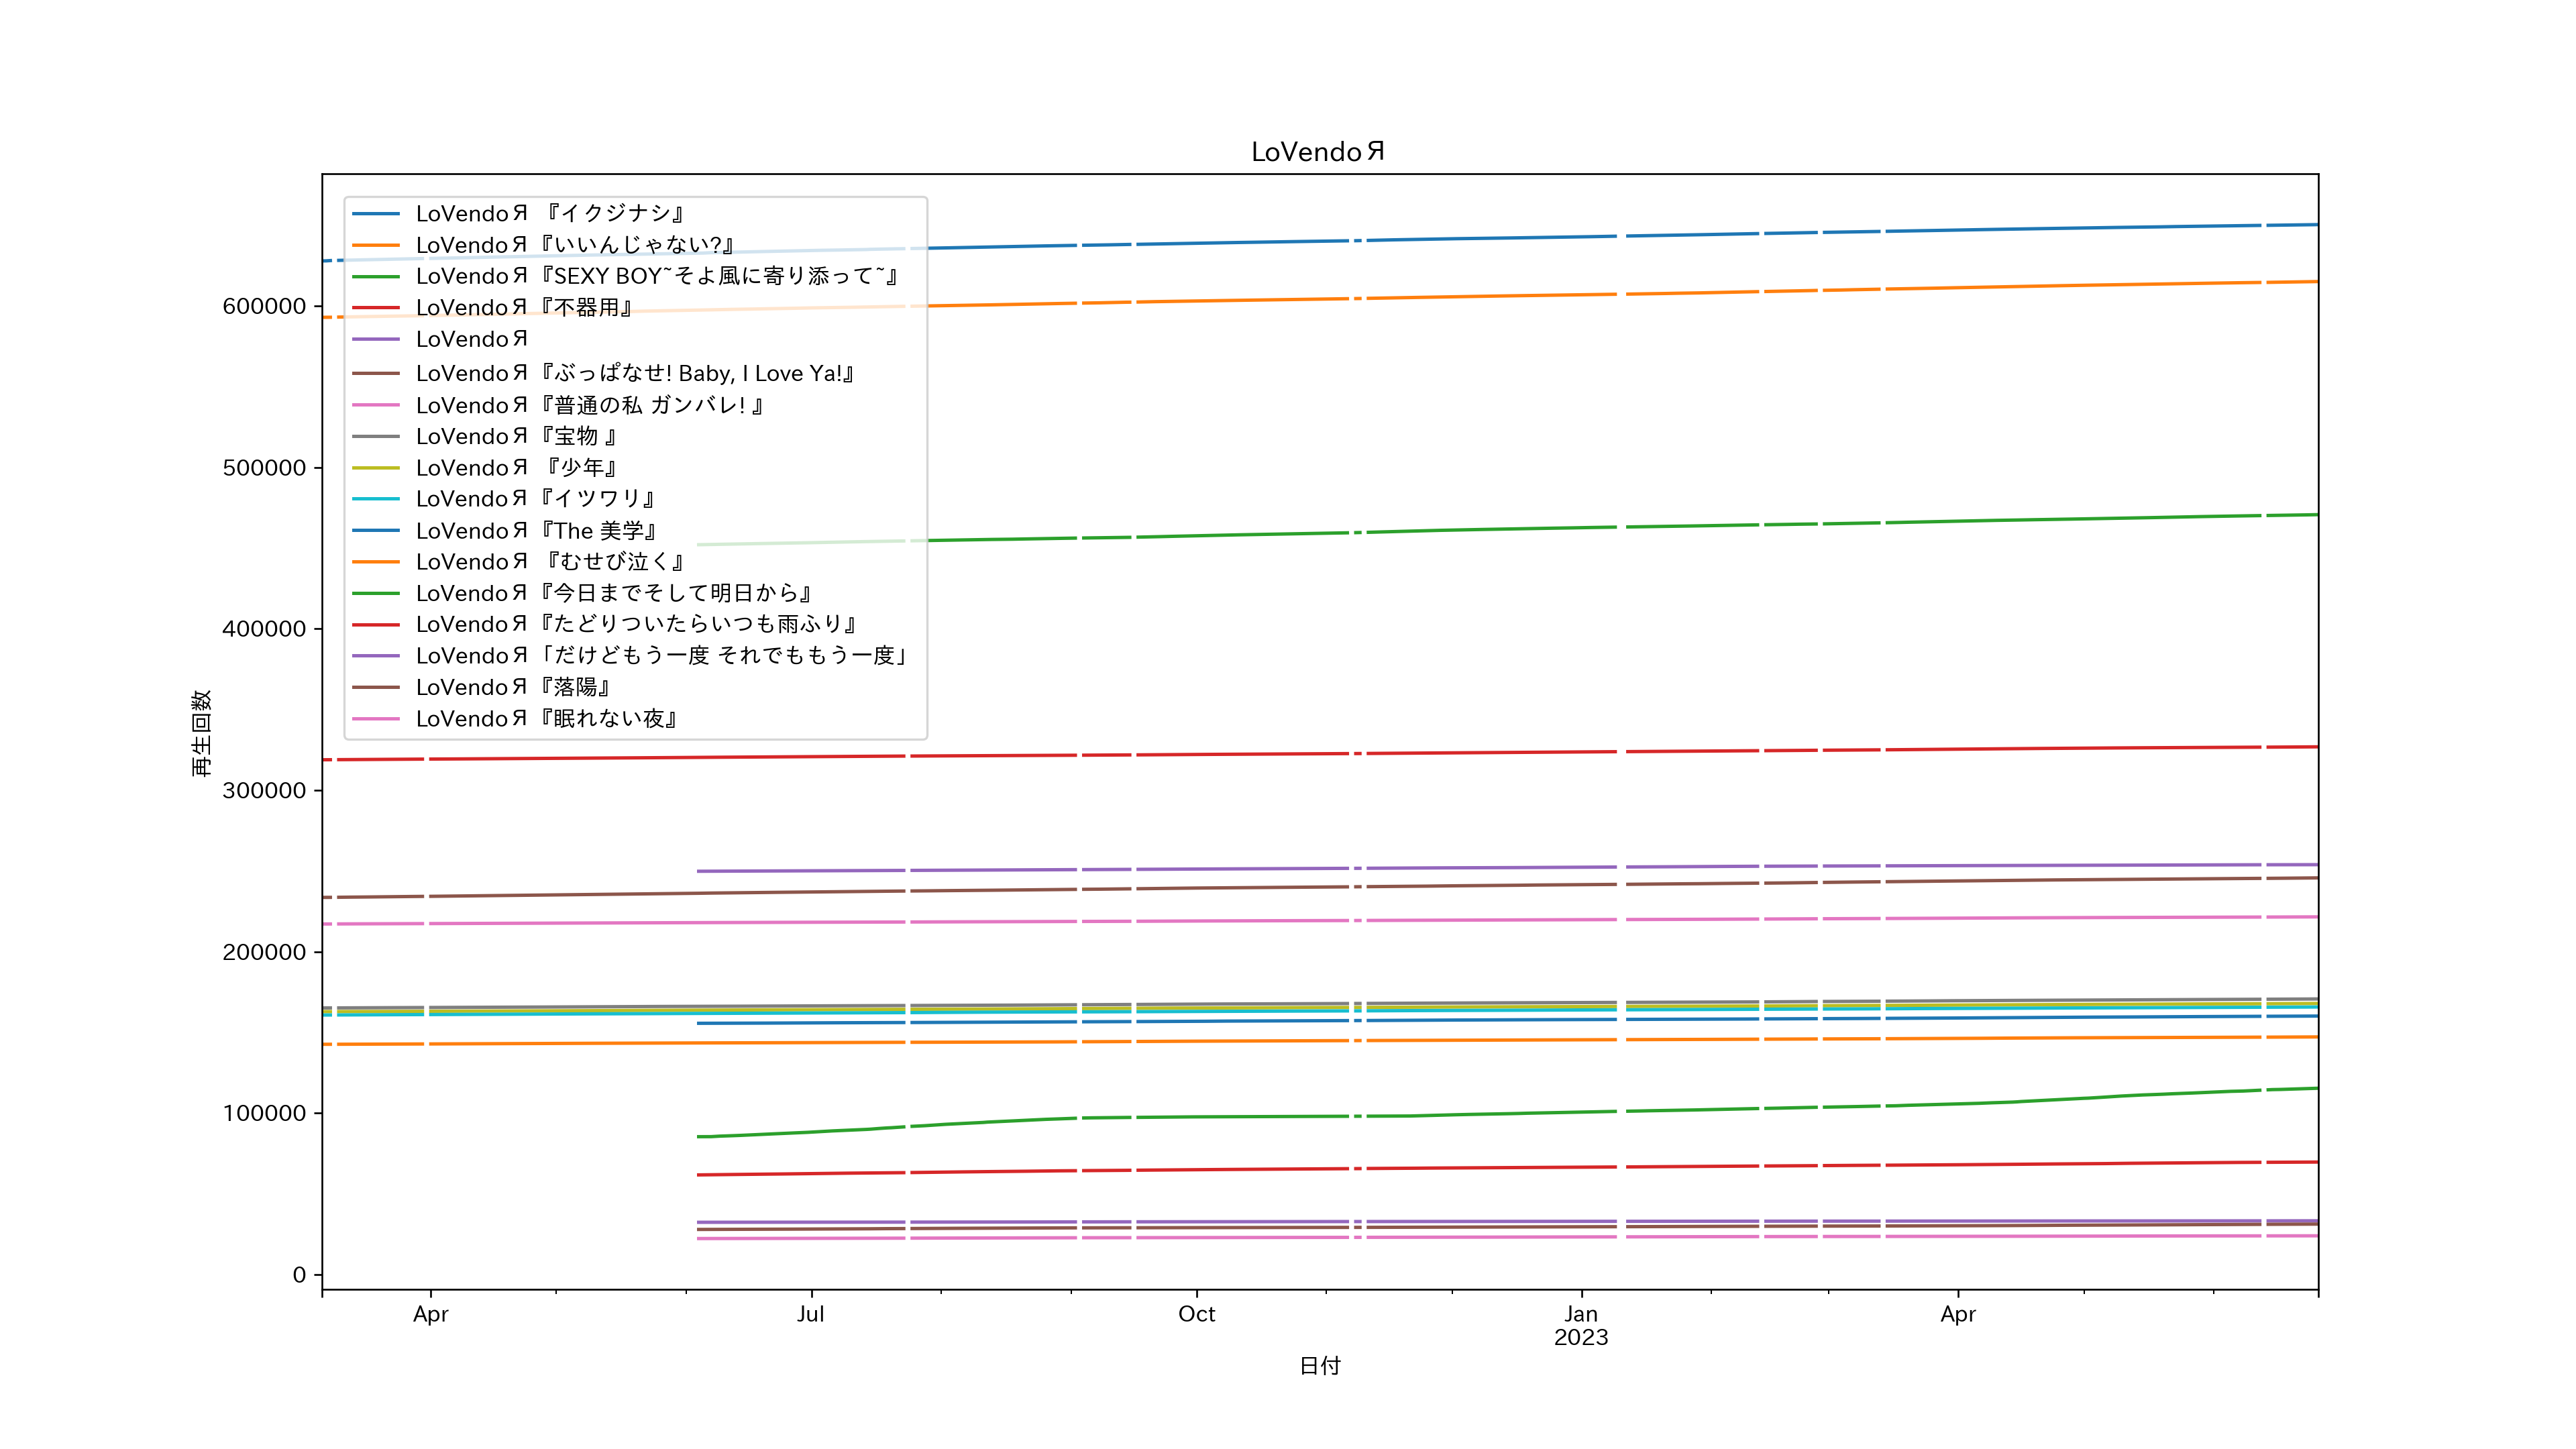 LoVendoЯ
LoVendoЯ 『イクジナシ』
LoVendoЯ『いいんじゃない?』
LoVendoЯ『SEXY BOY~そよ風に寄り添って~』
LoVendoЯ『不器用』
LoVendoЯ
LoVendoЯ『ぶっぱなせ! Baby, I Love Ya!』
LoVendoЯ『普通の私 ガンバレ! 』
LoVendoЯ『宝物 』
LoVendoЯ 『少年』
LoVendoЯ『イツワリ』
LoVendoЯ『The 美学』
LoVendoЯ 『むせび泣く』
LoVendoЯ『今日までそして明日から』
LoVendoЯ『たどりついたらいつも雨ふり』
LoVendoЯ「だけどもう一度 それでももう一度」
LoVendoЯ『落陽』
LoVendoЯ『眠れない夜』
600000
500000
400000
300000
200000
100000
0
再生回数
Apr
Jul
Oct
Jan
2023
Apr
日付